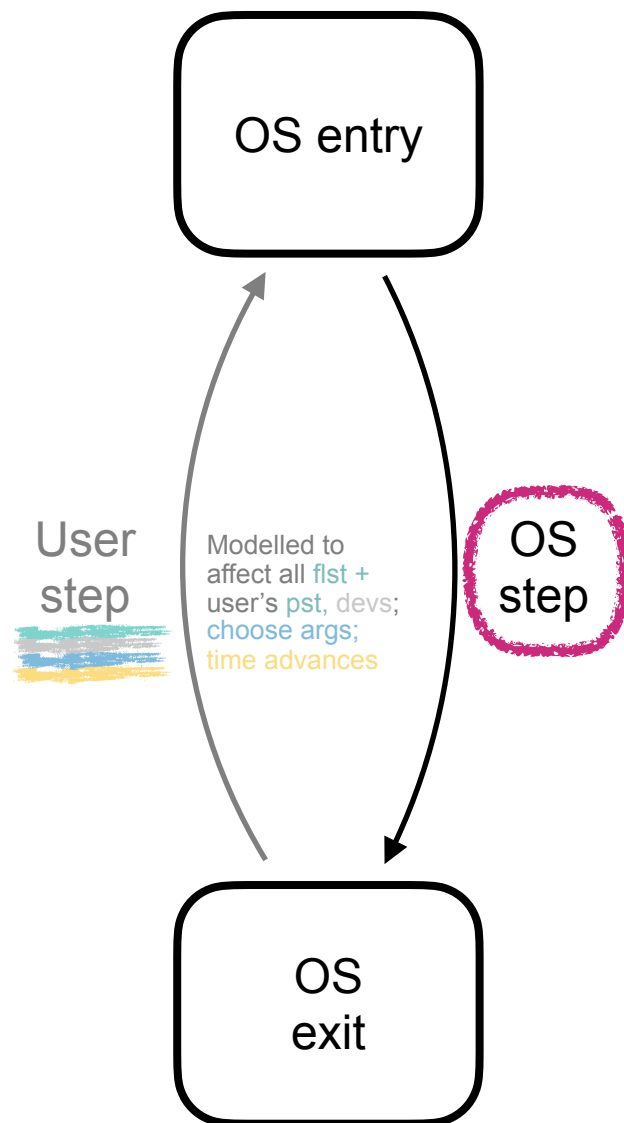 OS entry
User
step
Modelled to
affect all flst +
user's pst, devs;
choose args;
time advances
OS
step
OS
exit